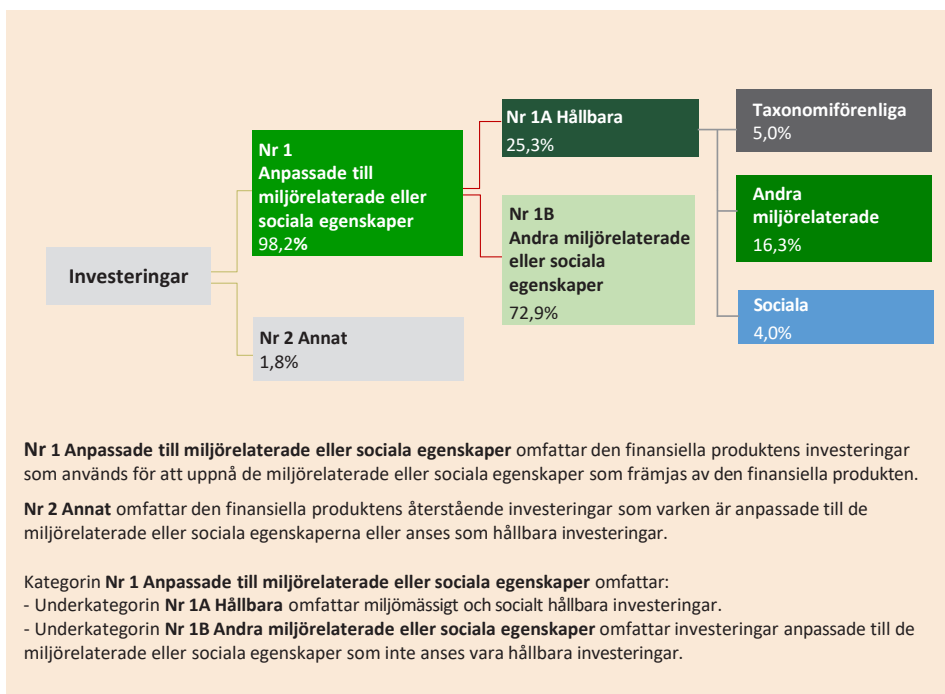 Investeringar
Nr 1
Anpassade till
miljörelaterade eller
sociala egenskaper
98,2%
Nr 2 Annat
1,8%
Nr 1A Hållbara
25,3%
Nr 1B
Andra miljörelaterade
eller sociala
egenskaper
72,9%
Taxonomiförenliga
5,0%
Andra
miljörelaterade
16,3%
Sociala
4,0%
Nr 1 Anpassade till miljörelaterade eller sociala egenskaper omfattar den finansiella produktens investeringar
som används för att uppnå de miljörelaterade eller sociala egenskaper som främjas av den finansiella produkten.
Nr 2 Annat omfattar den finansiella produktens återstående investeringar som varken är anpassade till de
miljörelaterade eller sociala egenskaperna eller anses som hållbara investeringar.
Kategorin Nr 1 Anpassade till miljörelaterade eller sociala egenskaper omfattar:
- Underkategorin Nr 1A Hållbara omfattar miljömässigt och socialt hållbara investeringar.
- Underkategorin Nr 1B Andra miljörelaterade eller sociala egenskaper omfattar investeringar anpassade till de
miljörelaterade eller sociala egenskaper som inte anses vara hållbara investeringar.